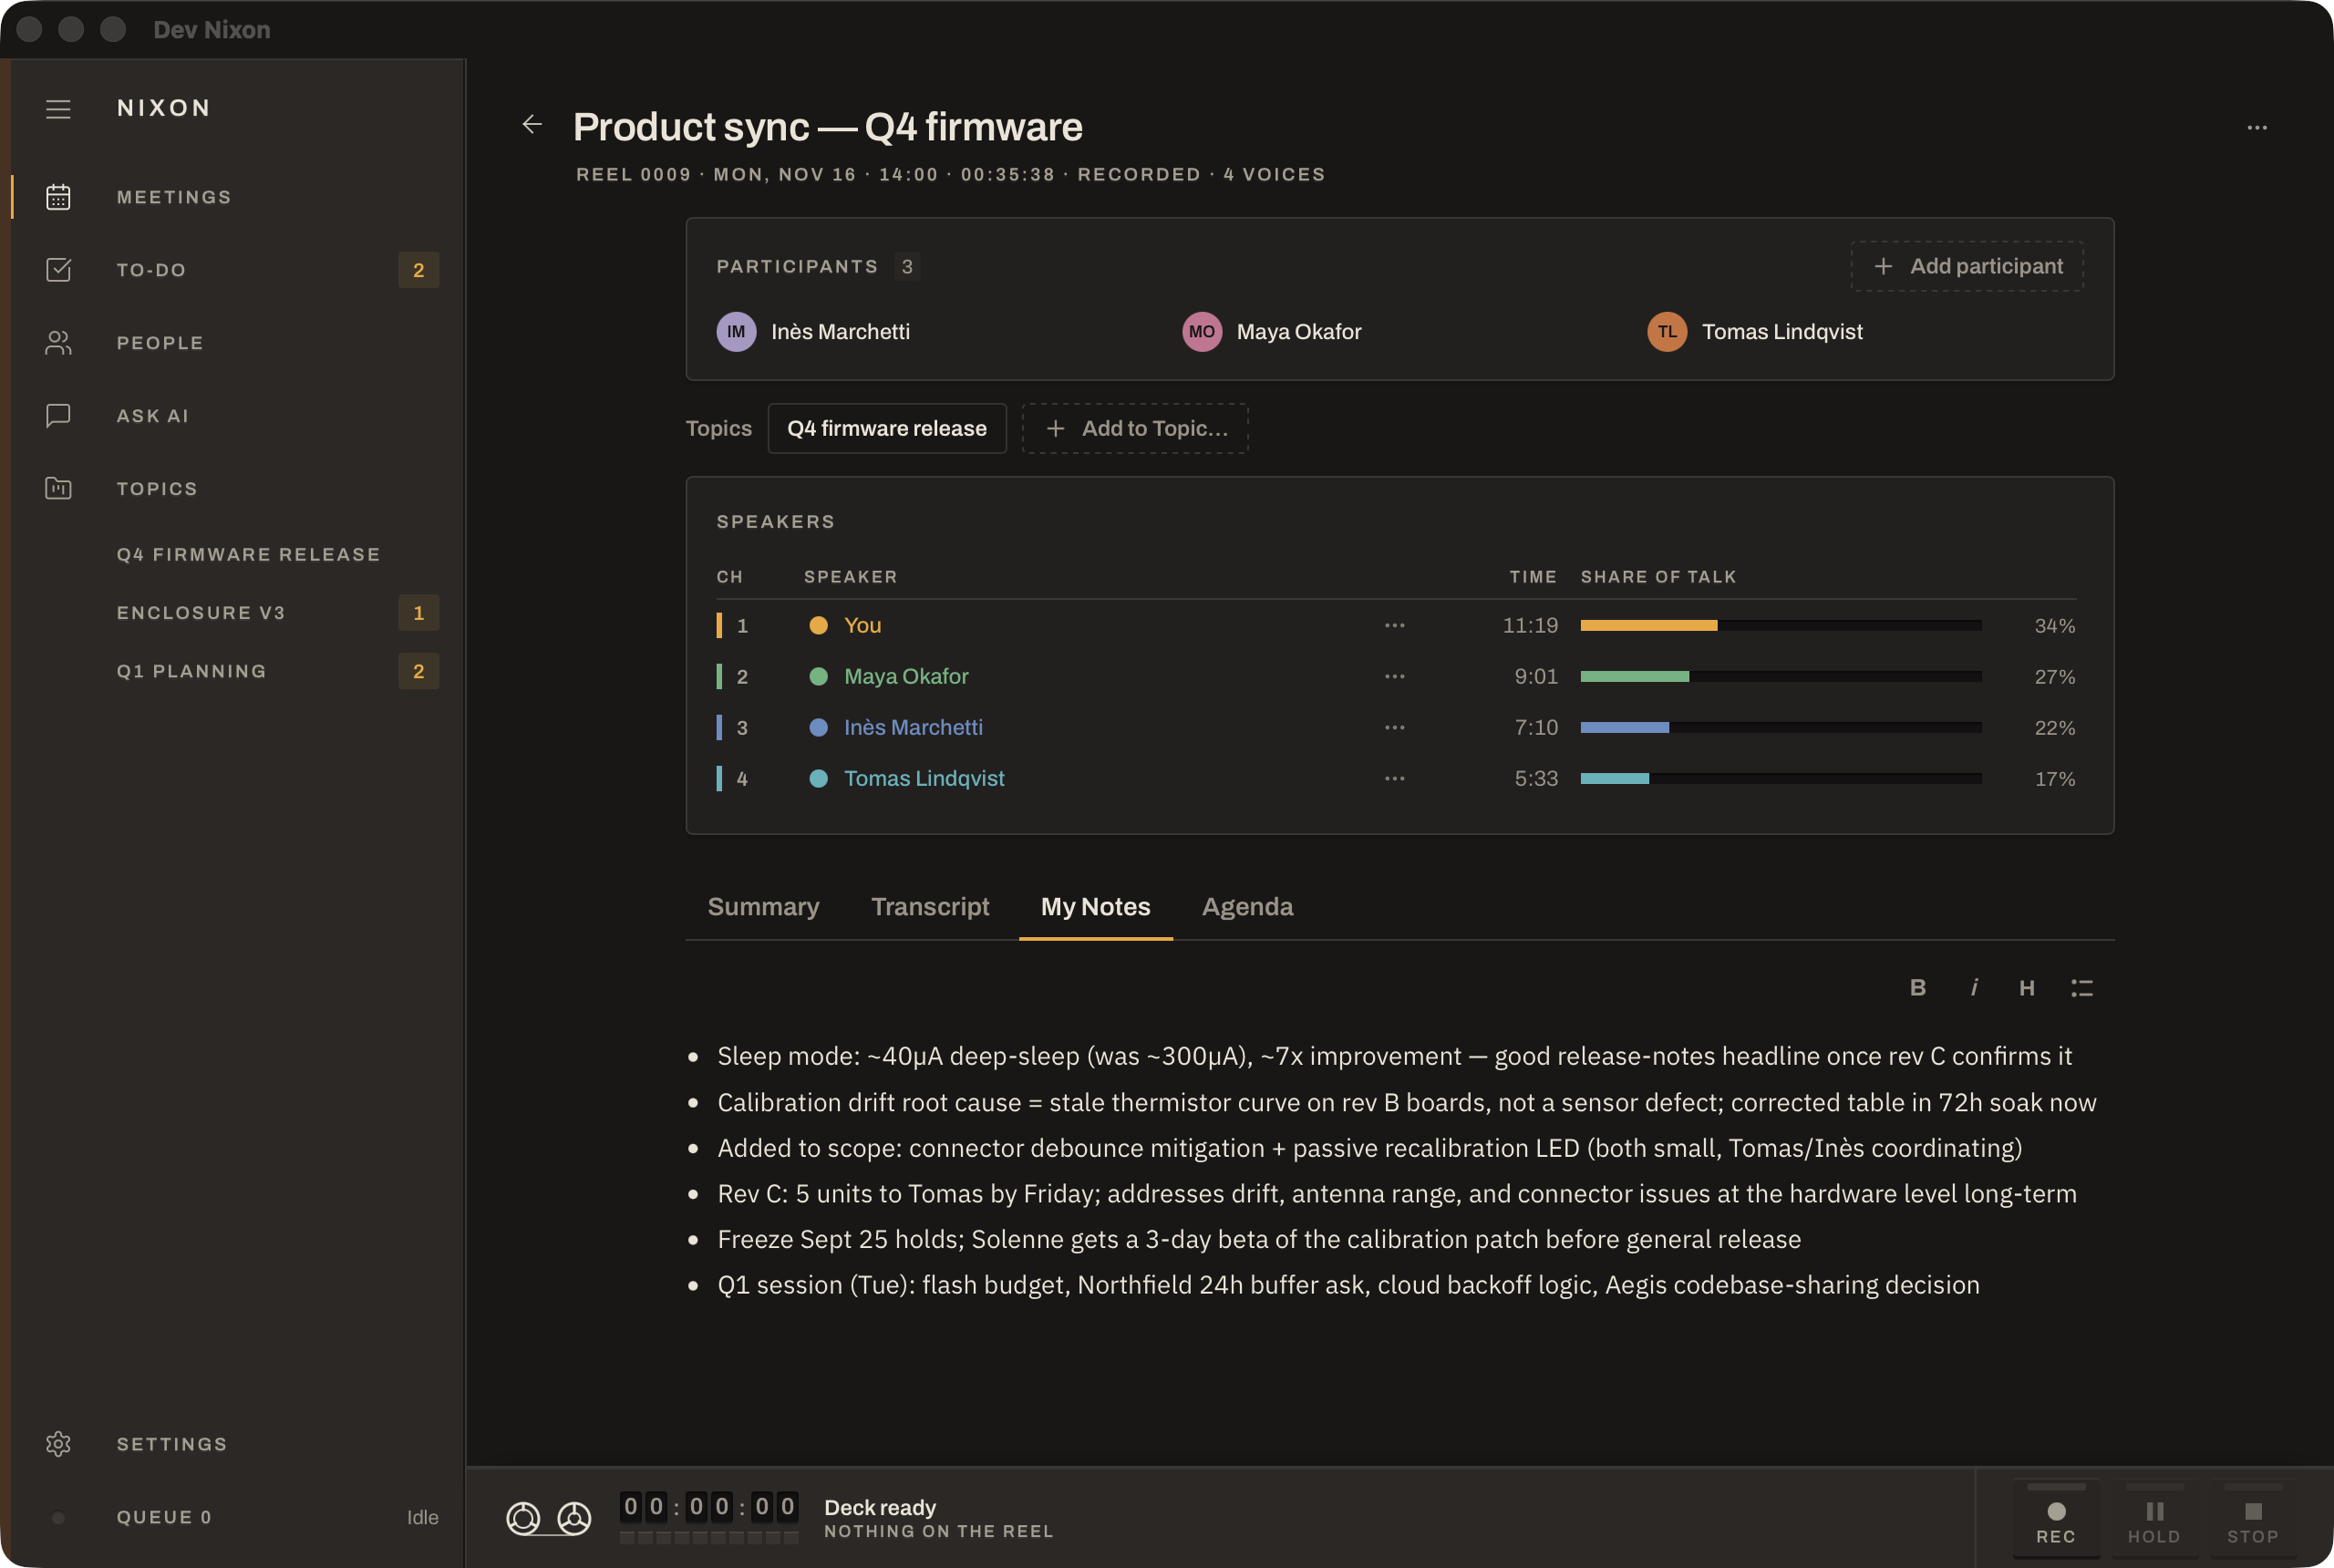 Dev Nixon
NIXON
MEETINGS
TO-DO 2
PEOPLE
ASK AI
TOPICS
Q4 FIRMWARE RELEASE
ENCLOSURE V3 1
Q1 PLANNING 2
SETTINGS
QUEUE 0 Idle
Product sync — Q4 firmware
REEL 0009 · MON, NOV 16 · 14:00 · 00:35:38 · RECORDED · 4 VOICES
PARTICIPANTS 3
+ Add participant
IM Inès Marchetti
MO Maya Okafor
TL Tomas Lindqvist
Topics Q4 firmware release + Add to Topic...
SPEAKERS
CH SPEAKER TIME SHARE OF TALK
1 You ··· 11:19 34%
2 Maya Okafor ··· 9:01 27%
3 Inès Marchetti ··· 7:10 22%
4 Tomas Lindqvist ··· 5:33 17%
Summary Transcript My Notes Agenda
B i H
• Sleep mode: ~40µA deep-sleep (was ~300µA), ~7x improvement — good release-notes headline once rev C confirms it
• Calibration drift root cause = stale thermistor curve on rev B boards, not a sensor defect; corrected table in 72h soak now
• Added to scope: connector debounce mitigation + passive recalibration LED (both small, Tomas/Inès coordinating)
• Rev C: 5 units to Tomas by Friday; addresses drift, antenna range, and connector issues at the hardware level long-term
• Freeze Sept 25 holds; Solenne gets a 3-day beta of the calibration patch before general release
• Q1 session (Tue): flash budget, Northfield 24h buffer ask, cloud backoff logic, Aegis codebase-sharing decision
00:00:00
Deck ready
NOTHING ON THE REEL
REC HOLD STOP